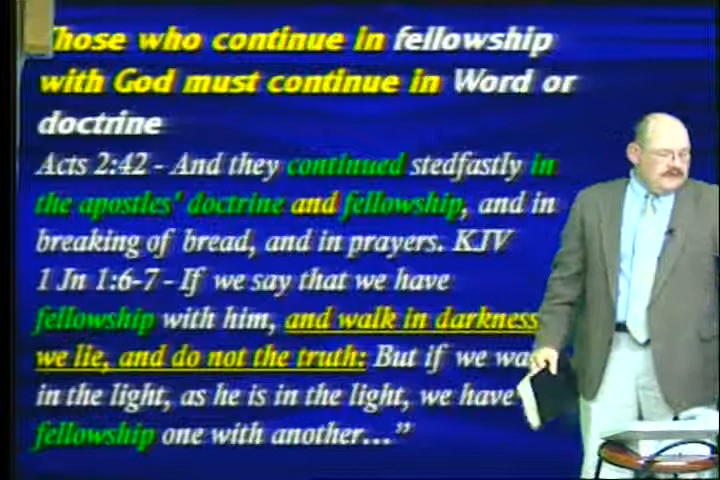 Those who continue in fellowship
with God must continue in Word or
doctrine
Acts 2:42 - And they continued stedfastly in
the apostles' doctrine and fellowship, and in
breaking of bread, and in prayers. KJV
1 Jn 1:6-7 - If we say that we have
fellowship with him, and walk in darkness
we lie, and do not the truth: But if we wa
in the light, as he is in the light, we have
fellowship one with another..."